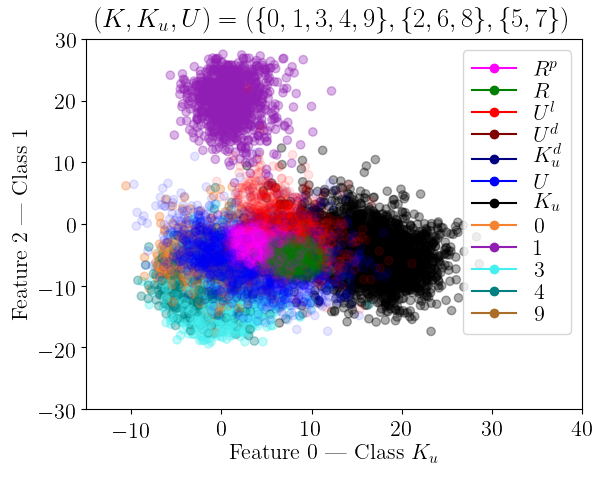 (K, K_u, U) = ({0, 1, 3, 4, 9}, {2, 6, 8}, {5, 7})
30
20
10
0
−10
−20
−30
Feature 2 — Class 1
−10
0
10
20
30
40
Feature 0 — Class K_u
R^p
R
U^l
U^d
K_u^d
U
K_u
0
1
3
4
9